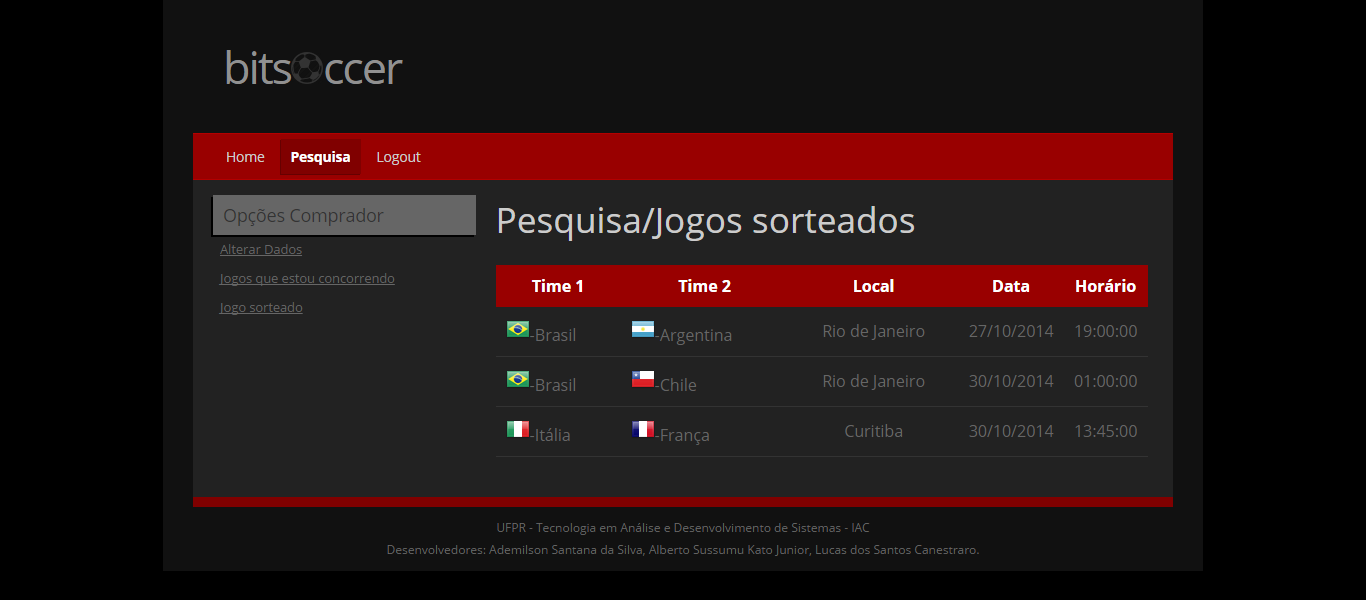 bitsoccer
Home Pesquisa Logout
Opções Comprador
Alterar Dados
Jogos que estou concorrendo
Jogo sorteado
Pesquisa/Jogos sorteados
Time 1 Time 2 Local Data Horário
-Brasil -Argentina Rio de Janeiro 27/10/2014 19:00:00
-Brasil -Chile Rio de Janeiro 30/10/2014 01:00:00
-Itália -França Curitiba 30/10/2014 13:45:00
UFPR - Tecnologia em Análise e Desenvolvimento de Sistemas - IAC
Desenvolvedores: Ademilson Santana da Silva, Alberto Sussumu Kato Junior, Lucas dos Santos Canestraro.